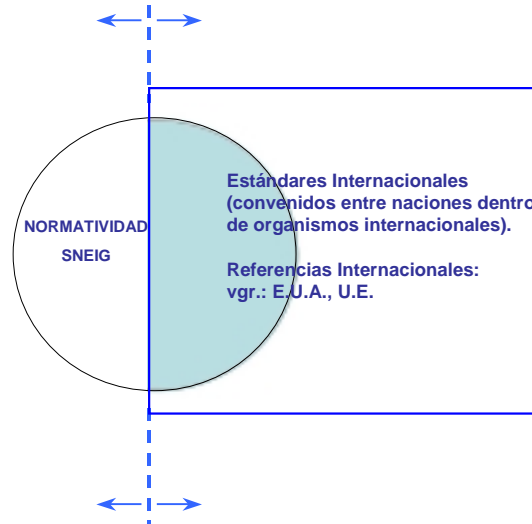 NORMATIVIDAD
SNEIG
Estándares Internacionales
(convenidos entre naciones dentro
de organismos internacionales).
Referencias Internacionales:
vgr.: E.U.A., U.E.